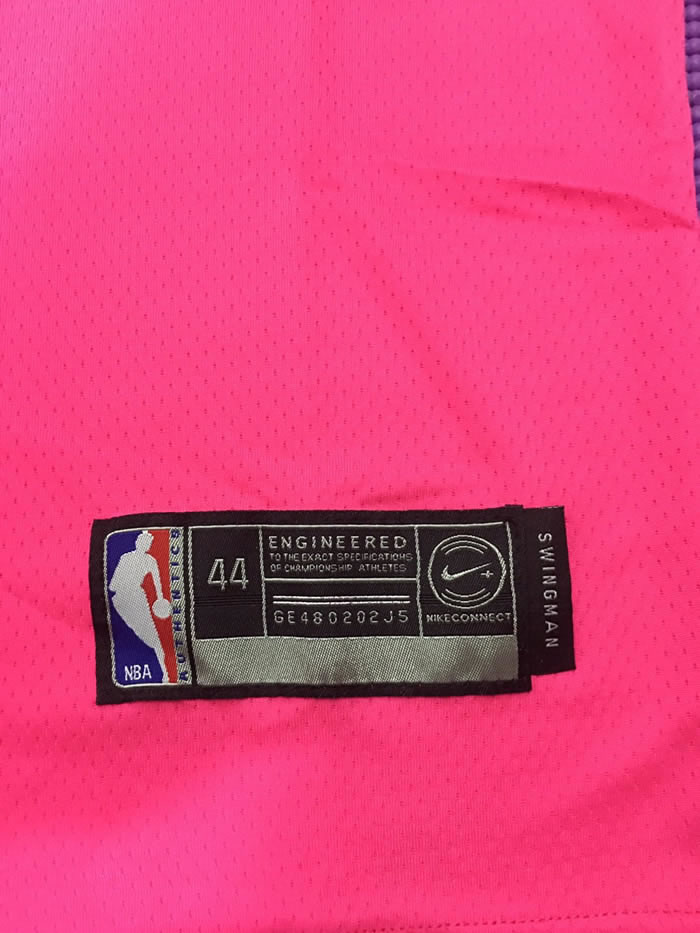 NBA
AUTHENTICS
44
ENGINEERED
TO THE EXACT SPECIFICATIONS
OF CHAMPIONSHIP ATHLETES
GE480202J5
NIKECONNECT
SWINGMAN